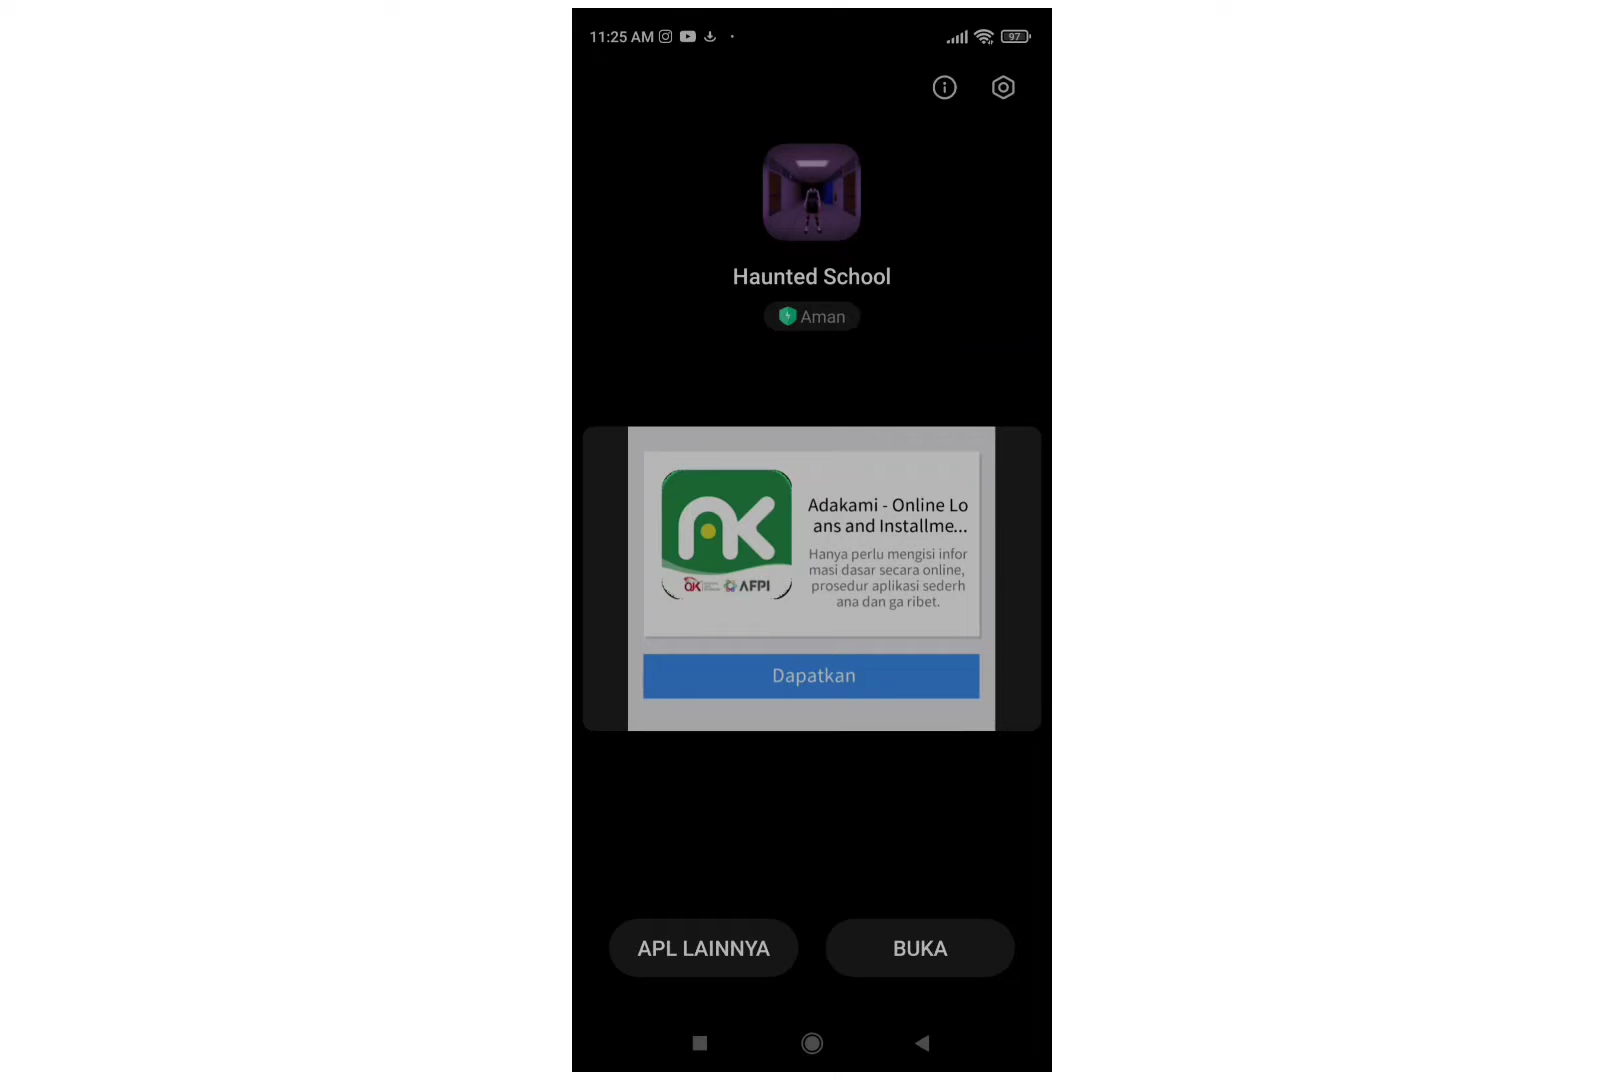 11:25 AM
97
Haunted School
Aman
Adakami - Online Lo
ans and Installme...
Hanya perlu mengisi infor
masi dasar secara online,
prosedur aplikasi sederh
ana dan ga ribet.
AFPI
Dapatkan
APL LAINNYA
BUKA